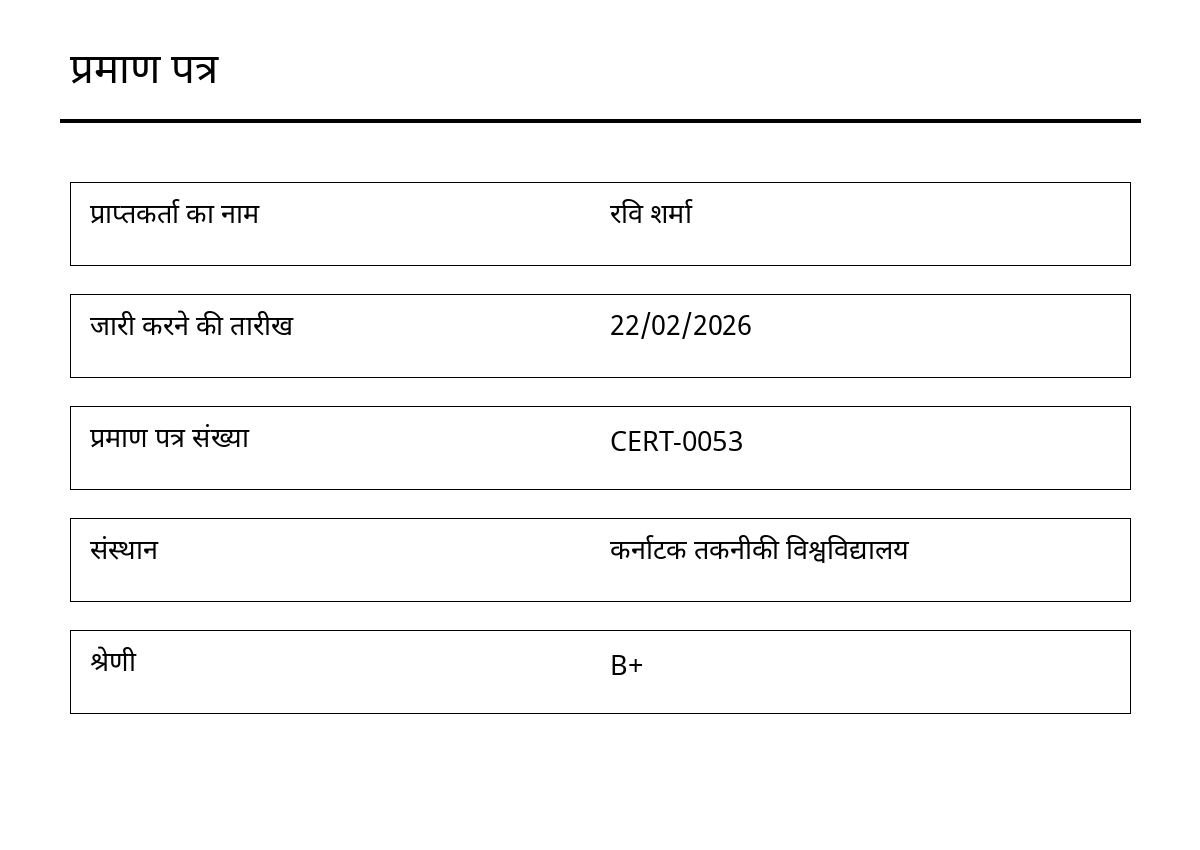 प्रमाण पत्र
प्राप्तकर्ता का नाम रवि शर्मा
जारी करने की तारीख 22/02/2026
प्रमाण पत्र संख्या CERT-0053
संस्थान कर्नाटक तकनीकी विश्वविद्यालय
श्रेणी B+